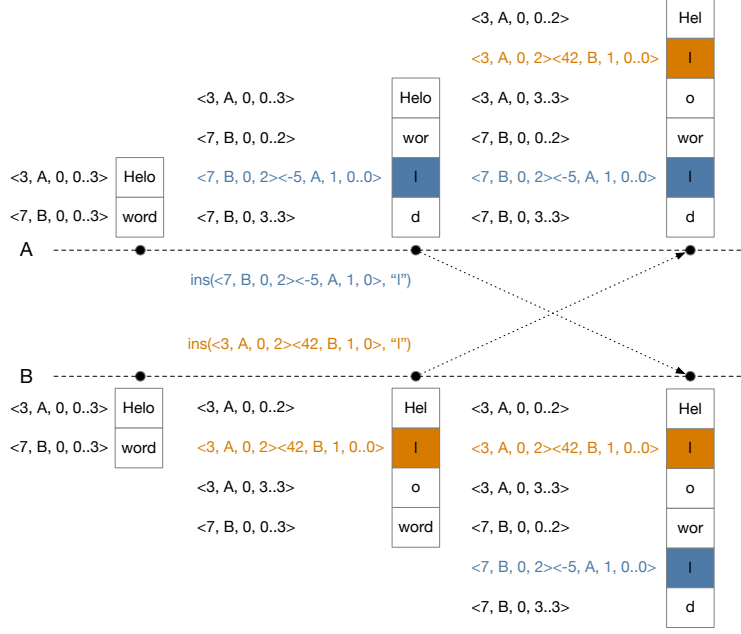 <3, A, 0, 0..2> Hel
<3, A, 0, 2><42, B, 1, 0..0> l
<3, A, 0, 0..3> Helo <3, A, 0, 3..3> o
<7, B, 0, 0..2> wor <7, B, 0, 0..2> wor
<3, A, 0, 0..3> Helo <7, B, 0, 2><-5, A, 1, 0..0> l <7, B, 0, 2><-5, A, 1, 0..0> l
<7, B, 0, 0..3> word <7, B, 0, 3..3> d <7, B, 0, 3..3> d
A
ins(<7, B, 0, 2><-5, A, 1, 0>, “l”)
ins(<3, A, 0, 2><42, B, 1, 0>, “l”)
B
<3, A, 0, 0..3> Helo <3, A, 0, 0..2> Hel <3, A, 0, 0..2> Hel
<7, B, 0, 0..3> word <3, A, 0, 2><42, B, 1, 0..0> l <3, A, 0, 2><42, B, 1, 0..0> l
<3, A, 0, 3..3> o <3, A, 0, 3..3> o
<7, B, 0, 0..3> word <7, B, 0, 0..2> wor
<7, B, 0, 2><-5, A, 1, 0..0> l
<7, B, 0, 3..3> d